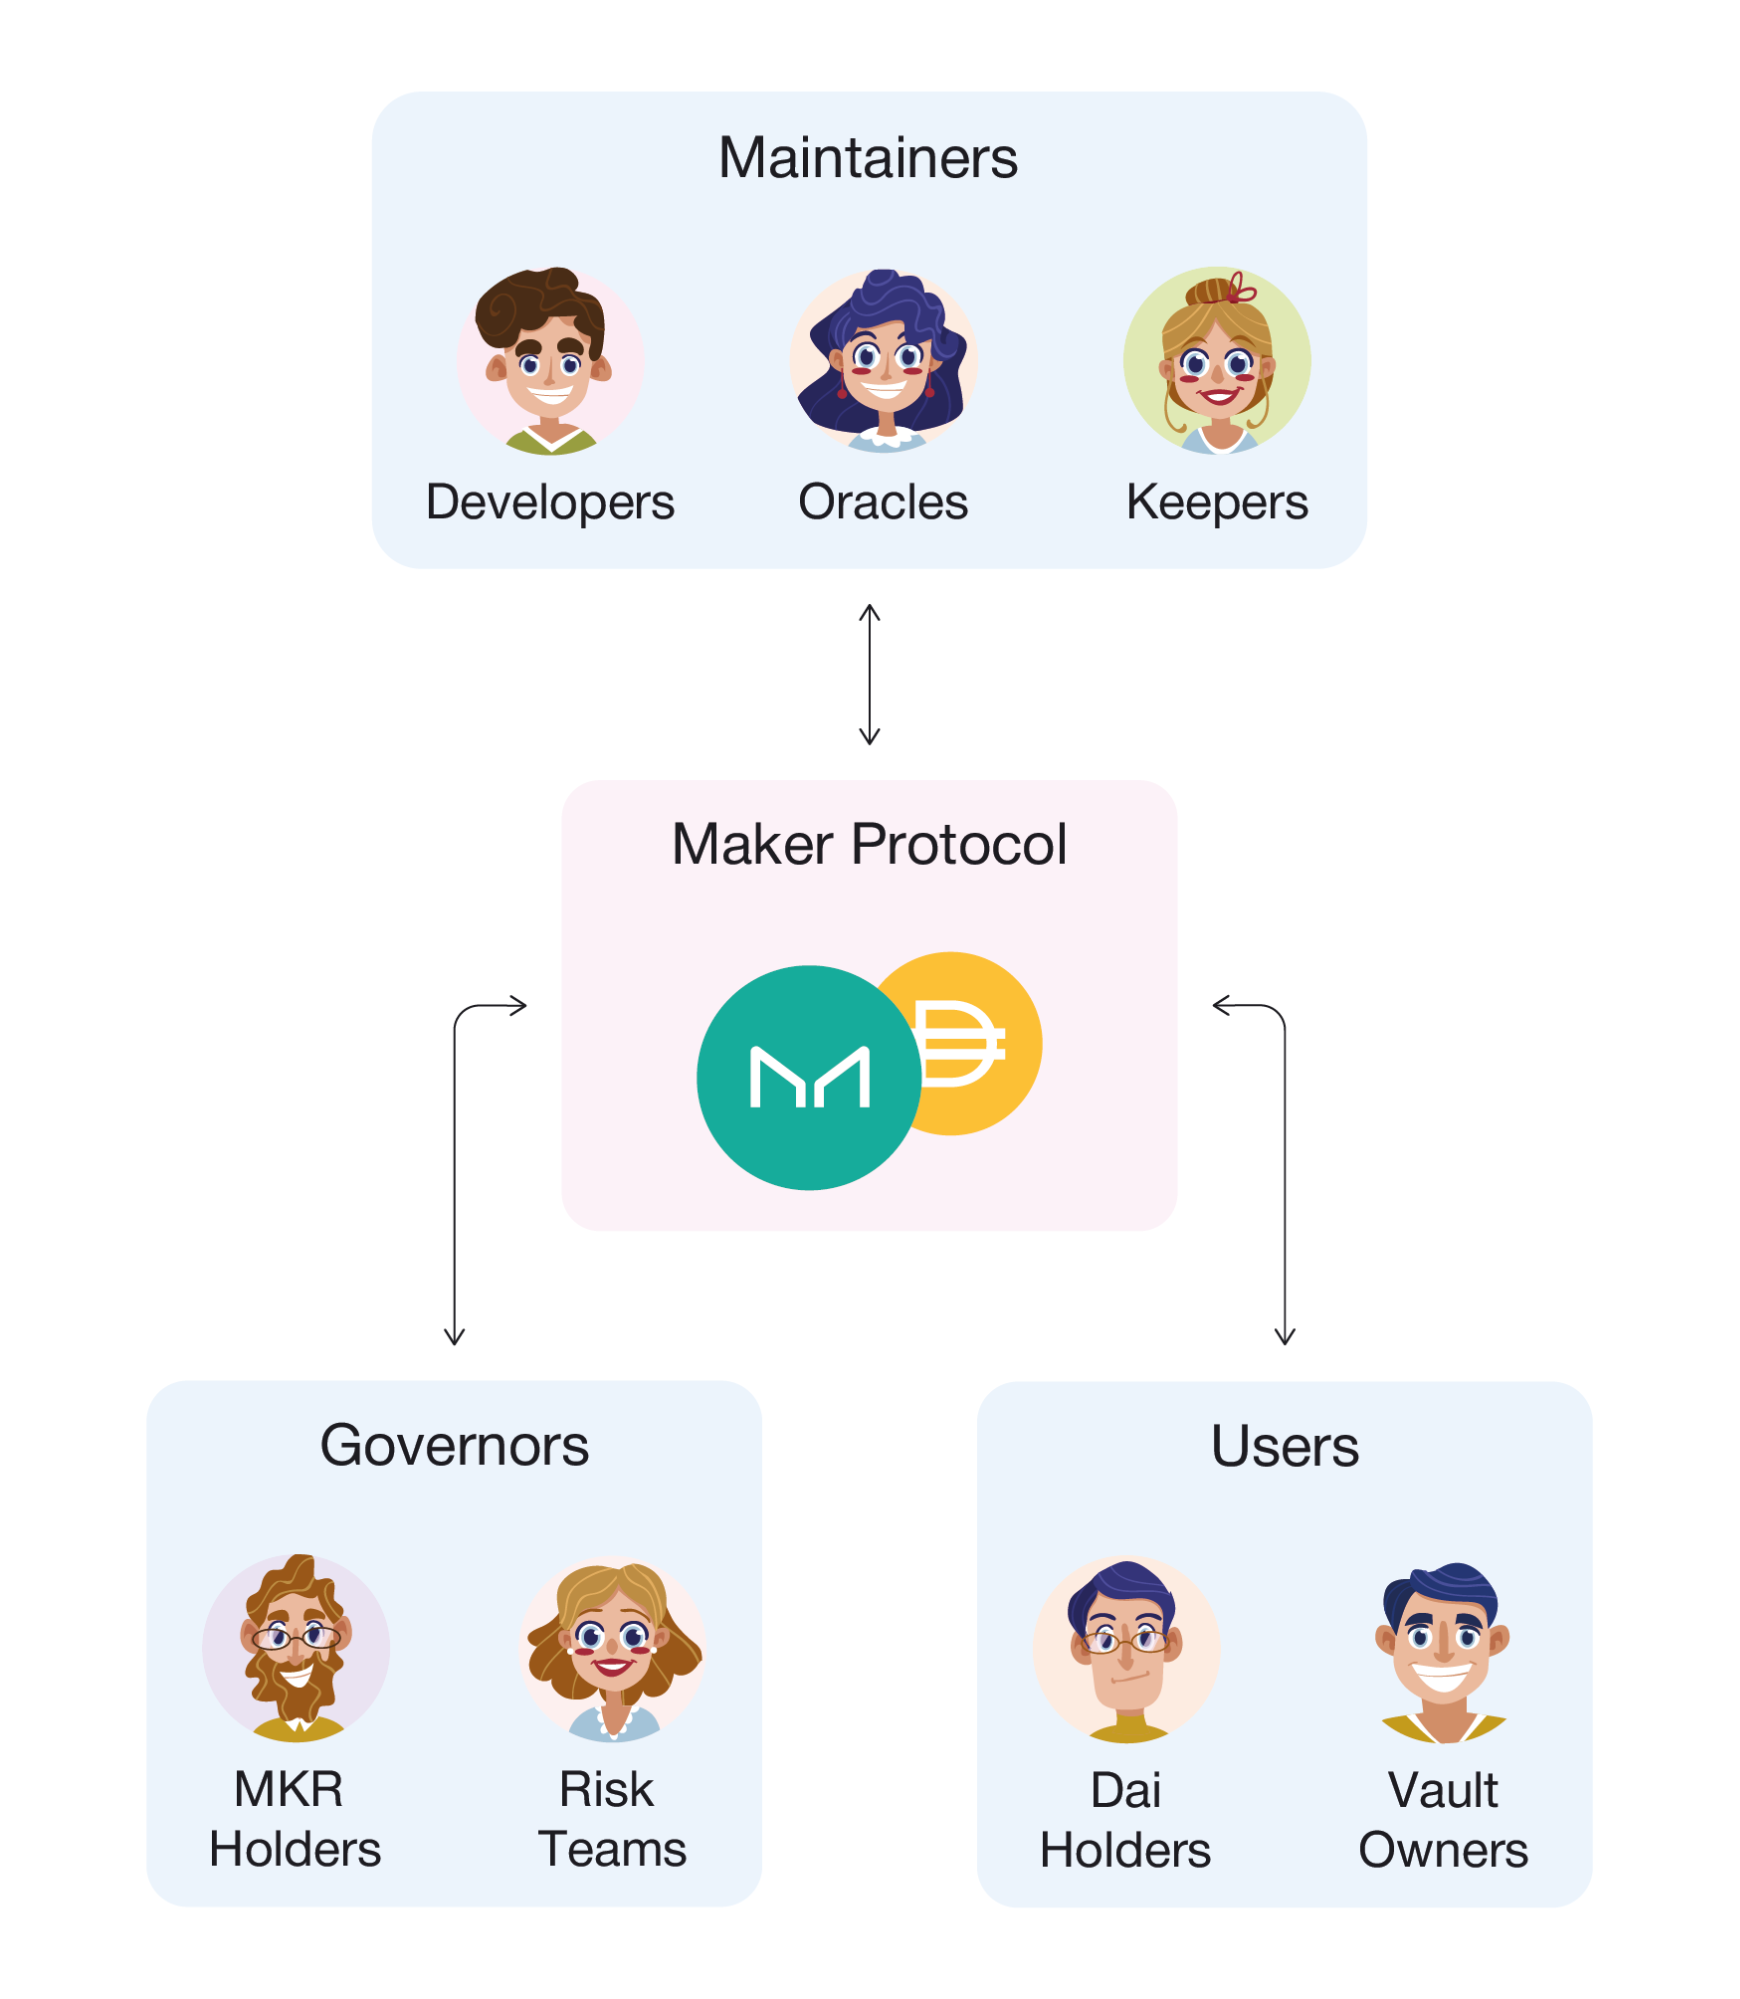 Maintainers
Developers
Oracles
Keepers
Maker Protocol
Governors
MKR
Holders
Risk
Teams
Users
Dai
Holders
Vault
Owners